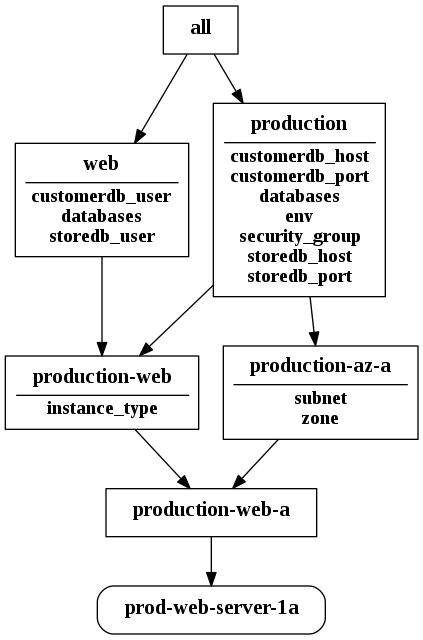 all
production
customerdb_host
customerdb_port
databases
env
security_group
storedb_host
storedb_port
web
customerdb_user
databases
storedb_user
production-web
instance_type
production-az-a
subnet
zone
production-web-a
prod-web-server-1a